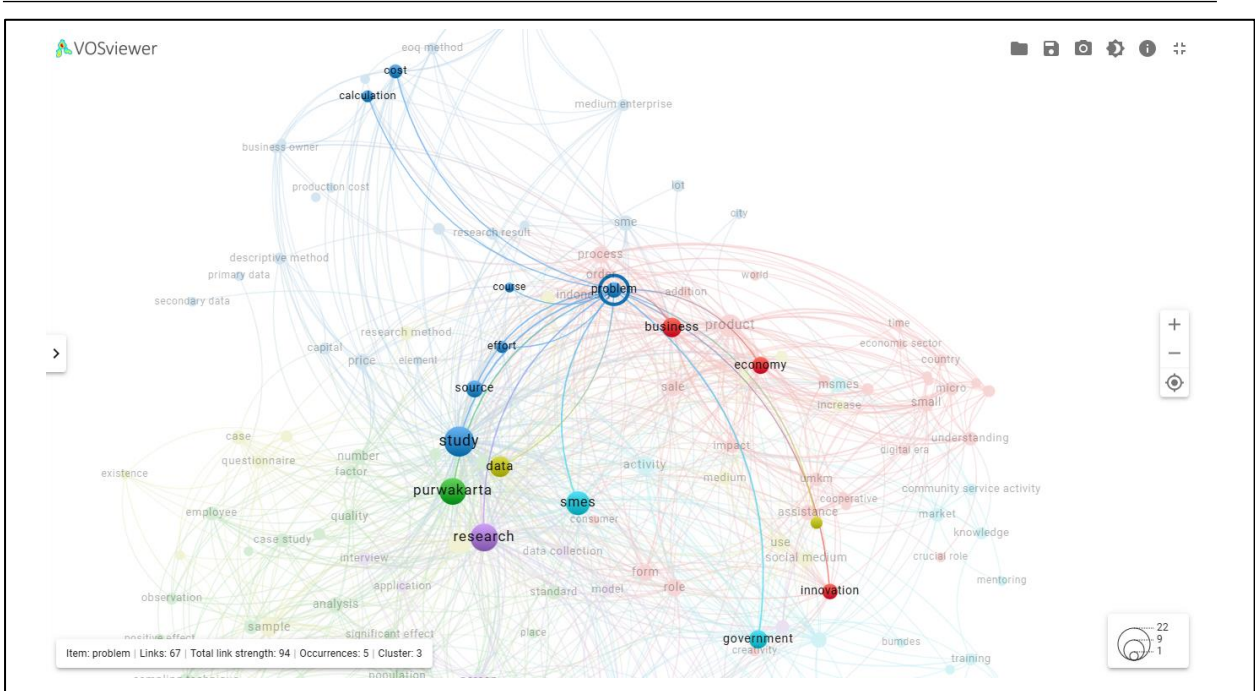 VOSviewer
eoq method
cost
calculation
medium enterprise
business owner
production cost
iot
city
sme
research result
process
descriptive method
order
primary data
world
course
problem
indone
addition
secondary data
business
product
time
research method
economic sector
capital
effort
country
price
element
economy
source
sale
msmes
micro
increase
small
case
study
understanding
number
impact
digital era
questionnaire
data
activity
existence
factor
medium
umkm
purwakarta
community service activity
smes
cooperative
employee
quality
consumer
assistance
market
case study
research
knowledge
use
interview
data collection
social medium
crucial role
form
mentoring
application
standard
model
role
innovation
observation
analysis
sample
positive effect
significant effect
place
government
22
9
1
creativity
bumdes
Item: problem | Links: 67 | Total link strength: 94 | Occurrences: 5 | Cluster: 3
training
population